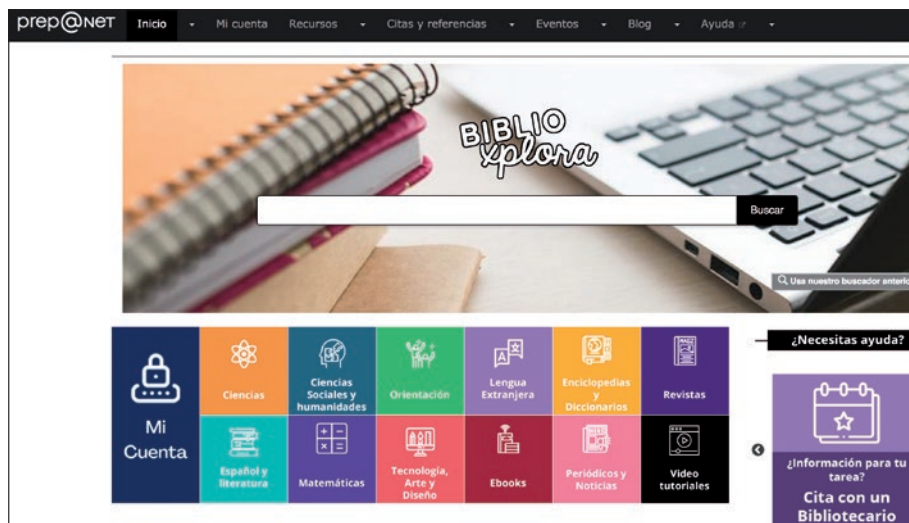 prep@net Inicio Mi cuenta Recursos Citas y referencias Eventos Blog Ayuda
BIBLIO
xplora
Buscar
Usa nuestro buscador anterio
¿Necesitas ayuda?
Mi
Cuenta
Ciencias
Ciencias
Sociales y
humanidades
Orientación
Lengua
Extranjera
Enciclopedias
y
Diccionarios
Revistas
Español y
literatura
Matemáticas
Tecnología,
Arte y
Diseño
Ebooks
Periódicos y
Noticias
Video
tutoriales
¿Información para tu
tarea?
Cita con un
Bibliotecario